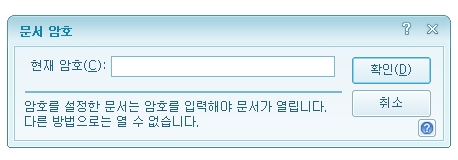 문서 암호
현재 암호(C):
확인(D)
취소
암호를 설정한 문서는 암호를 입력해야 문서가 열립니다.
다른 방법으로는 열 수 없습니다.